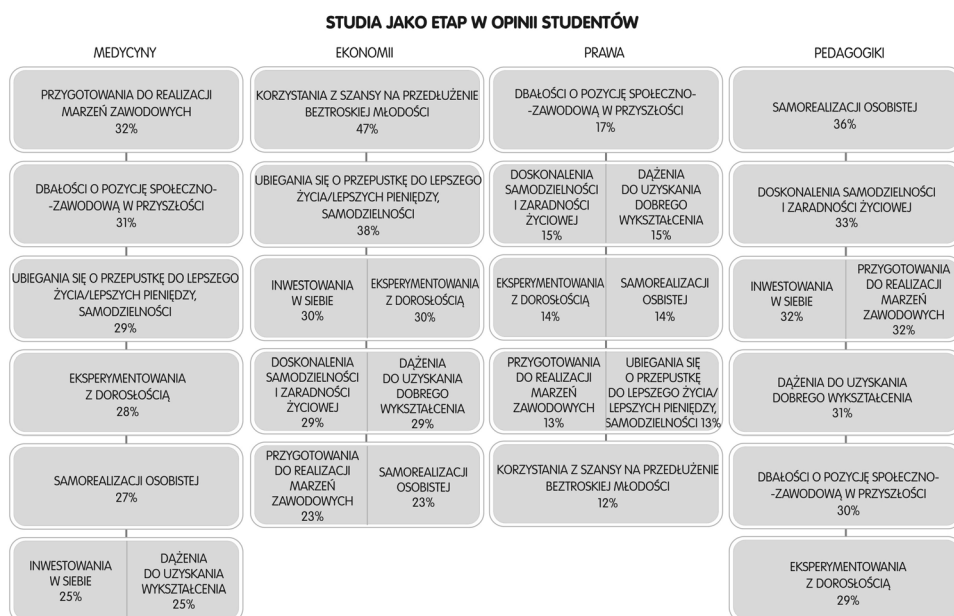 STUDIA JAKO ETAP W OPINII STUDENTÓW
MEDYCYNY
PRZYGOTOWANIA DO REALIZACJI
MARZEŃ ZAWODOWYCH
32%
DBAŁOŚCI O POZYCJĘ SPOŁECZNO-
-ZAWODOWĄ W PRZYSZŁOŚCI
31%
UBIEGANIA SIĘ O PRZEPUSTKĘ DO LEPSZEGO
ŻYCIA/LEPSZYCH PIENIĘDZY,
SAMODZIELNOŚCI
29%
EKSPERYMENTOWANIA
Z DOROSŁOŚCIĄ
28%
SAMOREALIZACJI OSOBISTEJ
27%
INWESTOWANIA
W SIEBIE
25%
DĄŻENIA
DO UZYSKANIA
WYKSZTAŁCENIA
25%
EKONOMII
KORZYSTANIA Z SZANSY NA PRZEDŁUŻENIE
BEZTROSKIEJ MŁODOŚCI
47%
UBIEGANIA SIĘ O PRZEPUSTKĘ DO LEPSZEGO
ŻYCIA/LEPSZYCH PIENIĘDZY,
SAMODZIELNOŚCI
38%
INWESTOWANIA
W SIEBIE
30%
EKSPERYMENTOWANIA
Z DOROSŁOŚCIĄ
30%
DOSKONALENIA
SAMODZIELNOŚCI
I ZARADNOŚCI
ŻYCIOWEJ
29%
DĄŻENIA
DO UZYSKANIA
DOBREGO
WYKSZTAŁCENIA
29%
PRZYGOTOWANIA
DO REALIZACJI
MARZEŃ
ZAWODOWYCH
23%
SAMOREALIZACJI
OSOBISTEJ
23%
PRAWA
DBAŁOŚCI O POZYCJĘ SPOŁECZNO-
-ZAWODOWĄ W PRZYSZŁOŚCI
17%
DOSKONALENIA
SAMODZIELNOŚCI
I ZARADNOŚCI
ŻYCIOWEJ
15%
DĄŻENIA
DO UZYSKANIA
DOBREGO
WYKSZTAŁCENIA
15%
EKSPERYMENTOWANIA
Z DOROSŁOŚCIĄ
14%
SAMOREALIZACJI
OSBISTEJ
14%
PRZYGOTOWANIA
DO REALIZACJI
MARZEŃ
ZAWODOWYCH
13%
UBIEGANIA SIĘ
O PRZEPUSTKĘ
DO LEPSZEGO ŻYCIA/
LEPSZYCH PIENIĘDZY,
SAMODZIELNOŚCI 13%
KORZYSTANIA Z SZANSY NA PRZEDŁUŻENIE
BEZTROSKIEJ MŁODOŚCI
12%
PEDAGOGIKI
SAMOREALIZACJI OSOBISTEJ
36%
DOSKONALENIA SAMODZIELNOŚCI
I ZARADNOŚCI ŻYCIOWEJ
33%
INWESTOWANIA
W SIEBIE
32%
PRZYGOTOWANIA
DO REALIZACJI
MARZEŃ
ZAWODOWYCH
32%
DĄŻENIA DO UZYSKANIA
DOBREGO WYKSZTAŁCENIA
31%
DBAŁOŚCI O POZYCJĘ SPOŁECZNO-
-ZAWODOWĄ W PRZYSZŁOŚCI
30%
EKSPERYMENTOWANIA
Z DOROSŁOŚCIĄ
29%